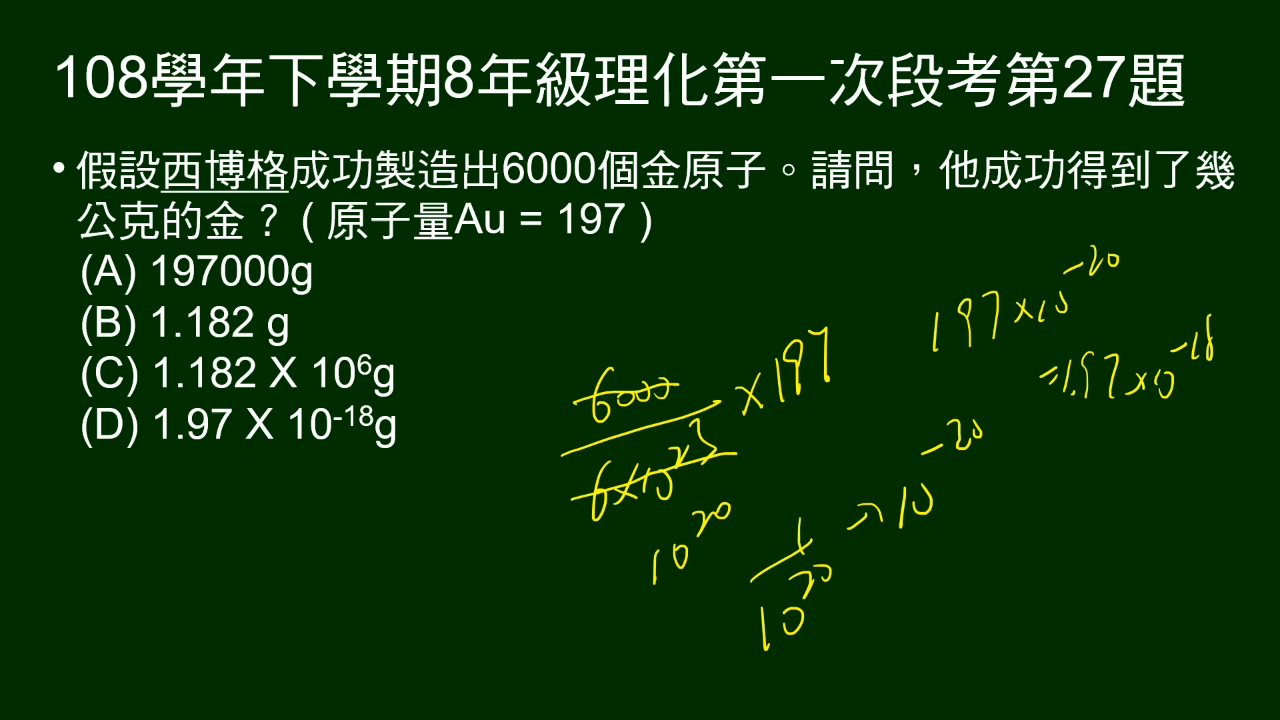 108學年下學期8年級理化第一次段考第27題
• 假設西博格成功製造出6000個金原子。請問，他成功得到了幾
公克的金？（原子量Au = 197）
(A) 197000g
(B) 1.182 g
(C) 1.182 X 10⁶g
(D) 1.97 X 10⁻¹⁸g
6000
6×10²³
×197
10²⁰
1
10²⁰
⇒10⁻²⁰
197×10⁻²⁰
=1.97×10⁻¹⁸